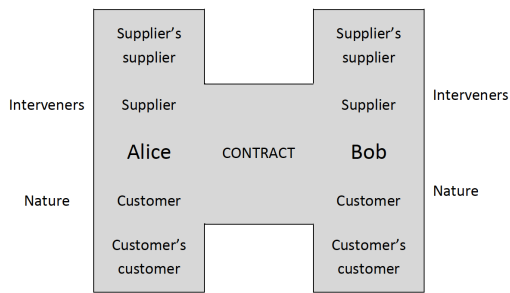 Supplier’s
supplier
Supplier’s
supplier
Interveners
Supplier
Supplier
Interveners
Alice
CONTRACT
Bob
Nature
Customer
Customer
Nature
Customer’s
customer
Customer’s
customer